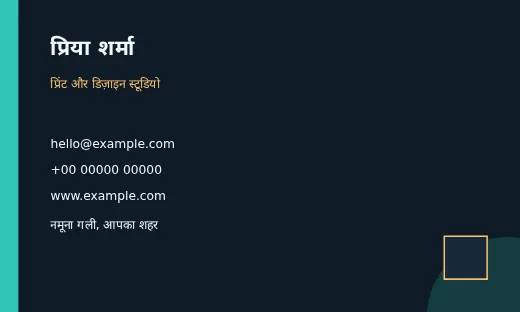 प्रिया शर्मा
प्रिंट और डिज़ाइन स्टूडियो
hello@example.com
+00 00000 00000
www.example.com
नमूना गली, आपका शहर